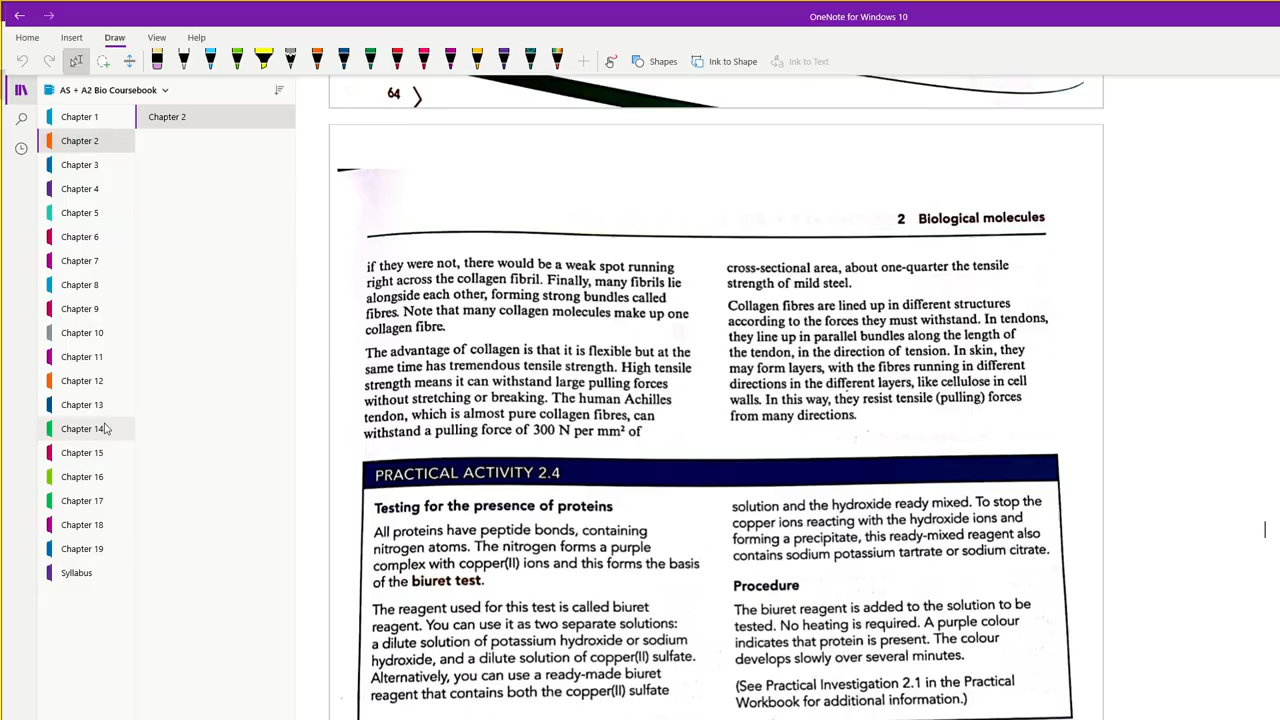 OneNote for Windows 10
Home
Insert
Draw
View
Help
Shapes
Ink to Shape
Ink to Text
AS + A2 Bio Coursebook
Chapter 1
Chapter 2
Chapter 3
Chapter 4
Chapter 5
Chapter 6
Chapter 7
Chapter 8
Chapter 9
Chapter 10
Chapter 11
Chapter 12
Chapter 13
Chapter 14
Chapter 15
Chapter 16
Chapter 17
Chapter 18
Chapter 19
Syllabus
Chapter 2
64
2 Biological molecules
if they were not, there would be a weak spot running
right across the collagen fibril. Finally, many fibrils lie
alongside each other, forming strong bundles called
fibres. Note that many collagen molecules make up one
collagen fibre.
The advantage of collagen is that it is flexible but at the
same time has tremendous tensile strength. High tensile
strength means it can withstand large pulling forces
without stretching or breaking. The human Achilles
tendon, which is almost pure collagen fibres, can
withstand a pulling force of 300 N per mm² of
cross-sectional area, about one-quarter the tensile
strength of mild steel.
Collagen fibres are lined up in different structures
according to the forces they must withstand. In tendons,
they line up in parallel bundles along the length of
the tendon, in the direction of tension. In skin, they
may form layers, with the fibres running in different
directions in the different layers, like cellulose in cell
walls. In this way, they resist tensile (pulling) forces
from many directions.
PRACTICAL ACTIVITY 2.4
Testing for the presence of proteins
All proteins have peptide bonds, containing
nitrogen atoms. The nitrogen forms a purple
complex with copper(II) ions and this forms the basis
of the biuret test.
The reagent used for this test is called biuret
reagent. You can use it as two separate solutions:
a dilute solution of potassium hydroxide or sodium
hydroxide, and a dilute solution of copper(II) sulfate.
Alternatively, you can use a ready-made biuret
reagent that contains both the copper(II) sulfate
solution and the hydroxide ready mixed. To stop the
copper ions reacting with the hydroxide ions and
forming a precipitate, this ready-mixed reagent also
contains sodium potassium tartrate or sodium citrate.
Procedure
The biuret reagent is added to the solution to be
tested. No heating is required. A purple colour
indicates that protein is present. The colour
develops slowly over several minutes.
(See Practical Investigation 2.1 in the Practical
Workbook for additional information.)